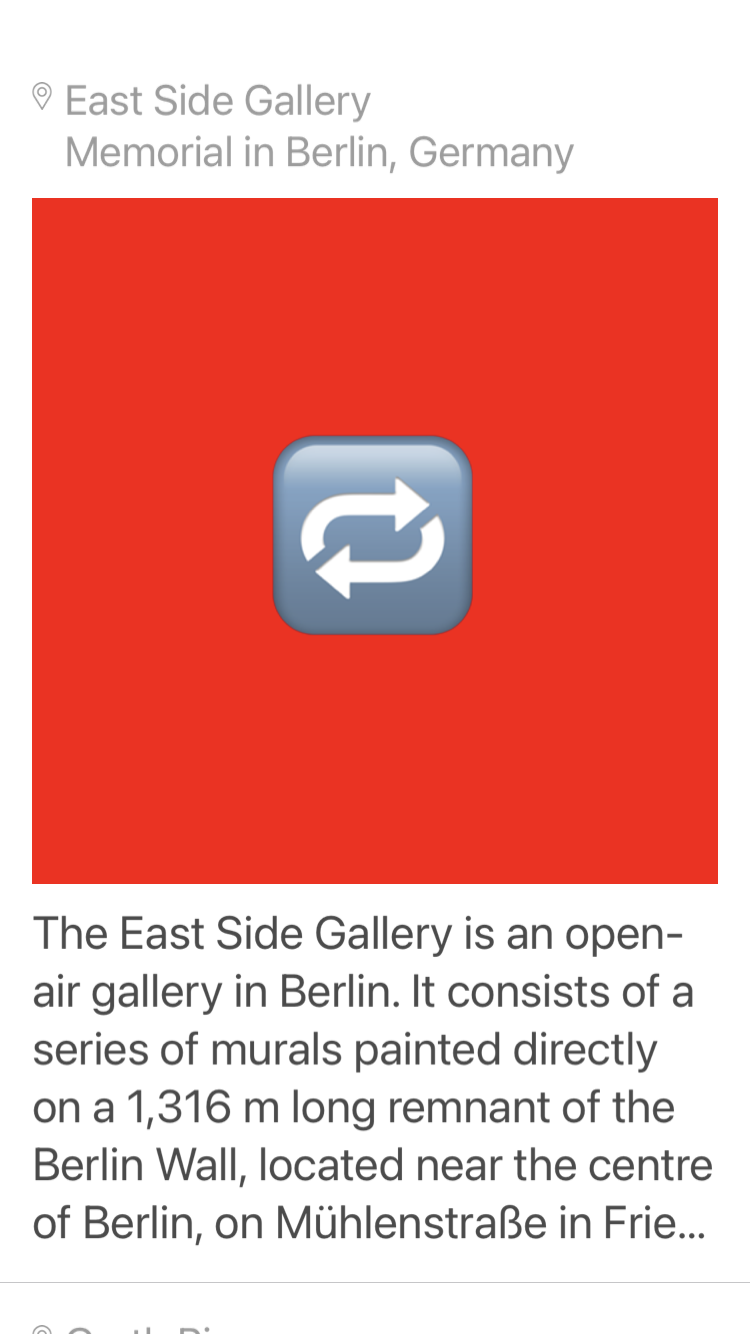 East Side Gallery
Memorial in Berlin, Germany
The East Side Gallery is an open-
air gallery in Berlin. It consists of a
series of murals painted directly
on a 1,316 m long remnant of the
Berlin Wall, located near the centre
of Berlin, on Mühlenstraße in Frie...